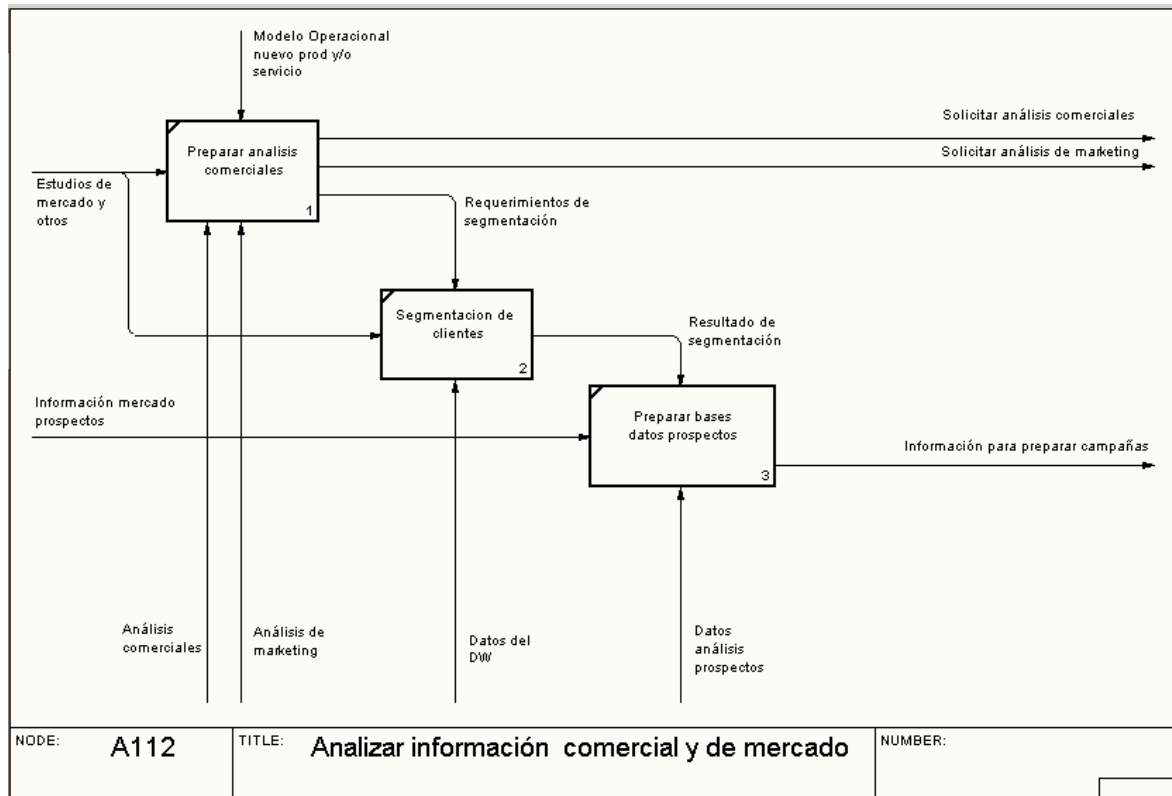 Modelo Operacional
nuevo prod y/o
servicio
Solicitar análisis comerciales
Preparar analisis
comerciales
1
Solicitar análisis de marketing
Estudios de
mercado y
otros
Requerimientos de
segmentación
Segmentacion de
clientes
2
Resultado de
segmentación
Información mercado
prospectos
Preparar bases
datos prospectos
3
Información para preparar campañas
Análisis
comerciales
Análisis de
marketing
Datos del
DW
Datos
análisis
prospectos
NODE:
A112
TITLE:
Analizar información comercial y de mercado
NUMBER: